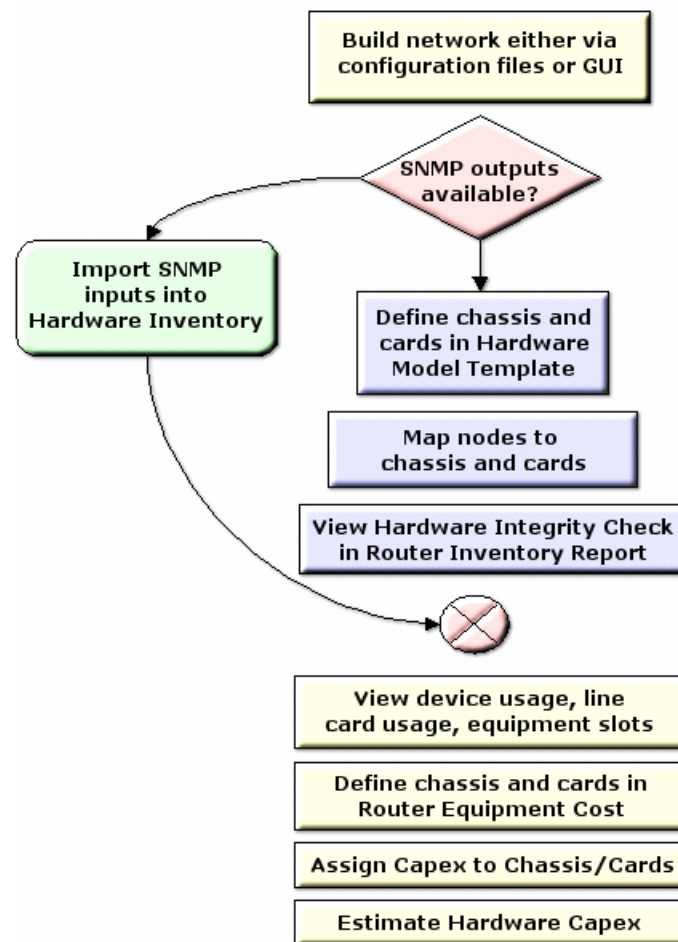 Build network either via
configuration files or GUI
SNMP outputs
available?
Import SNMP
inputs into
Hardware Inventory
Define chassis and
cards in Hardware
Model Template
Map nodes to
chassis and cards
View Hardware Integrity Check
in Router Inventory Report
View device usage, line
card usage, equipment slots
Define chassis and cards in
Router Equipment Cost
Assign Capex to Chassis/Cards
Estimate Hardware Capex